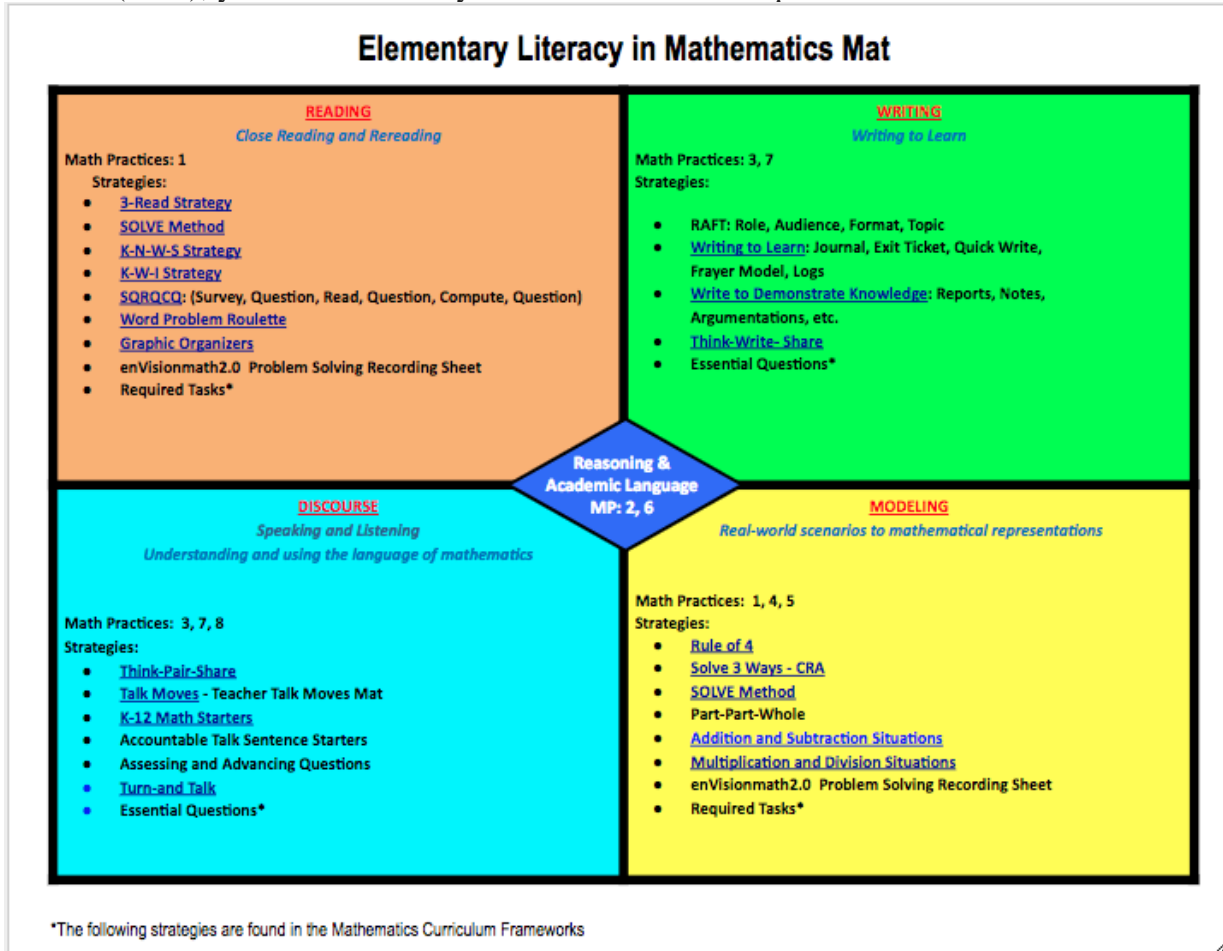 Elementary Literacy in Mathematics Mat
READING
Close Reading and Rereading
Math Practices: 1
Strategies:
● 3-Read Strategy
● SOLVE Method
● K-N-W-S Strategy
● K-W-I Strategy
● SQRQCQ: (Survey, Question, Read, Question, Compute, Question)
● Word Problem Roulette
● Graphic Organizers
● enVisionmath2.0 Problem Solving Recording Sheet
● Required Tasks*
WRITING
Writing to Learn
Math Practices: 3, 7
Strategies:
● RAFT: Role, Audience, Format, Topic
● Writing to Learn: Journal, Exit Ticket, Quick Write,
Frayer Model, Logs
● Write to Demonstrate Knowledge: Reports, Notes,
Argumentations, etc.
● Think-Write- Share
● Essential Questions*
Reasoning &
Academic Language
MP: 2, 6
DISCOURSE
Speaking and Listening
Understanding and using the language of mathematics
Math Practices: 3, 7, 8
Strategies:
● Think-Pair-Share
● Talk Moves - Teacher Talk Moves Mat
● K-12 Math Starters
● Accountable Talk Sentence Starters
● Assessing and Advancing Questions
● Turn-and Talk
● Essential Questions*
MODELING
Real-world scenarios to mathematical representations
Math Practices: 1, 4, 5
Strategies:
● Rule of 4
● Solve 3 Ways - CRA
● SOLVE Method
● Part-Part-Whole
● Addition and Subtraction Situations
● Multiplication and Division Situations
● enVisionmath2.0 Problem Solving Recording Sheet
● Required Tasks*
*The following strategies are found in the Mathematics Curriculum Frameworks